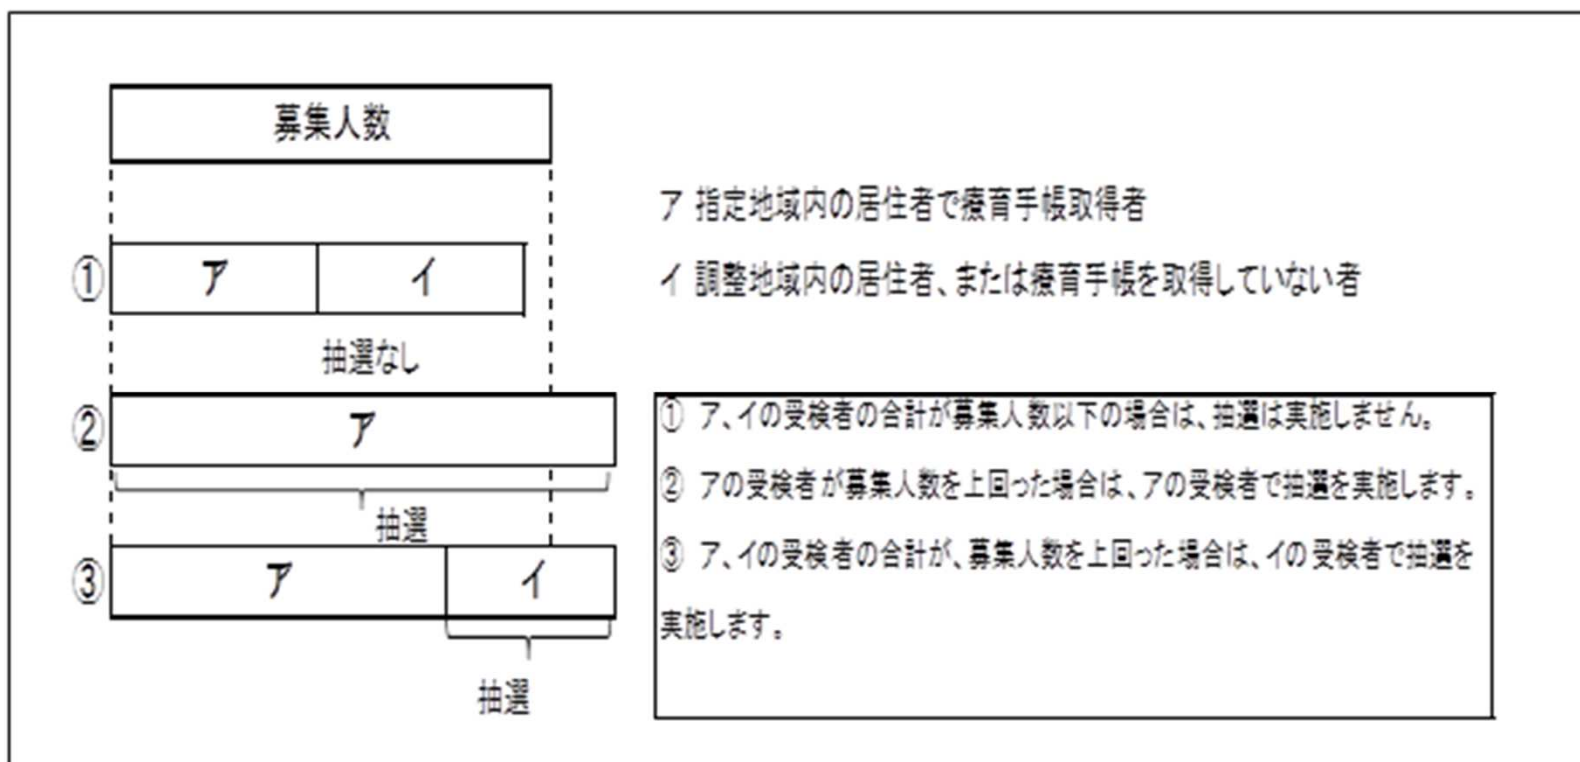 募集人数
ア 指定地域内の居住者で療育手帳取得者
① ア イ
イ 調整地域内の居住者、または療育手帳を取得していない者
抽選なし
② ア
抽選
③ ア イ
抽選
① ア、イの受検者の合計が募集人数以下の場合は、抽選は実施しません。
② アの受検者が募集人数を上回った場合は、アの受検者で抽選を実施します。
③ ア、イの受検者の合計が、募集人数を上回った場合は、イの受検者で抽選を
実施します。